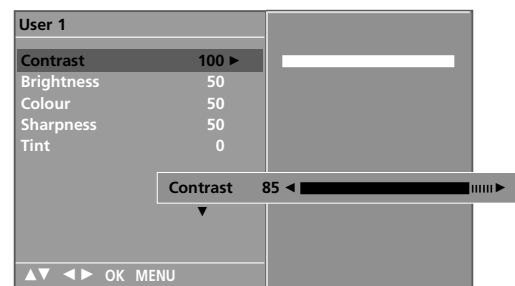 User 1
Contrast 100 ►
Brightness 50
Colour 50
Sharpness 50
Tint 0
Contrast 85 ◄ ►
▼
▲▼ ◄► OK MENU